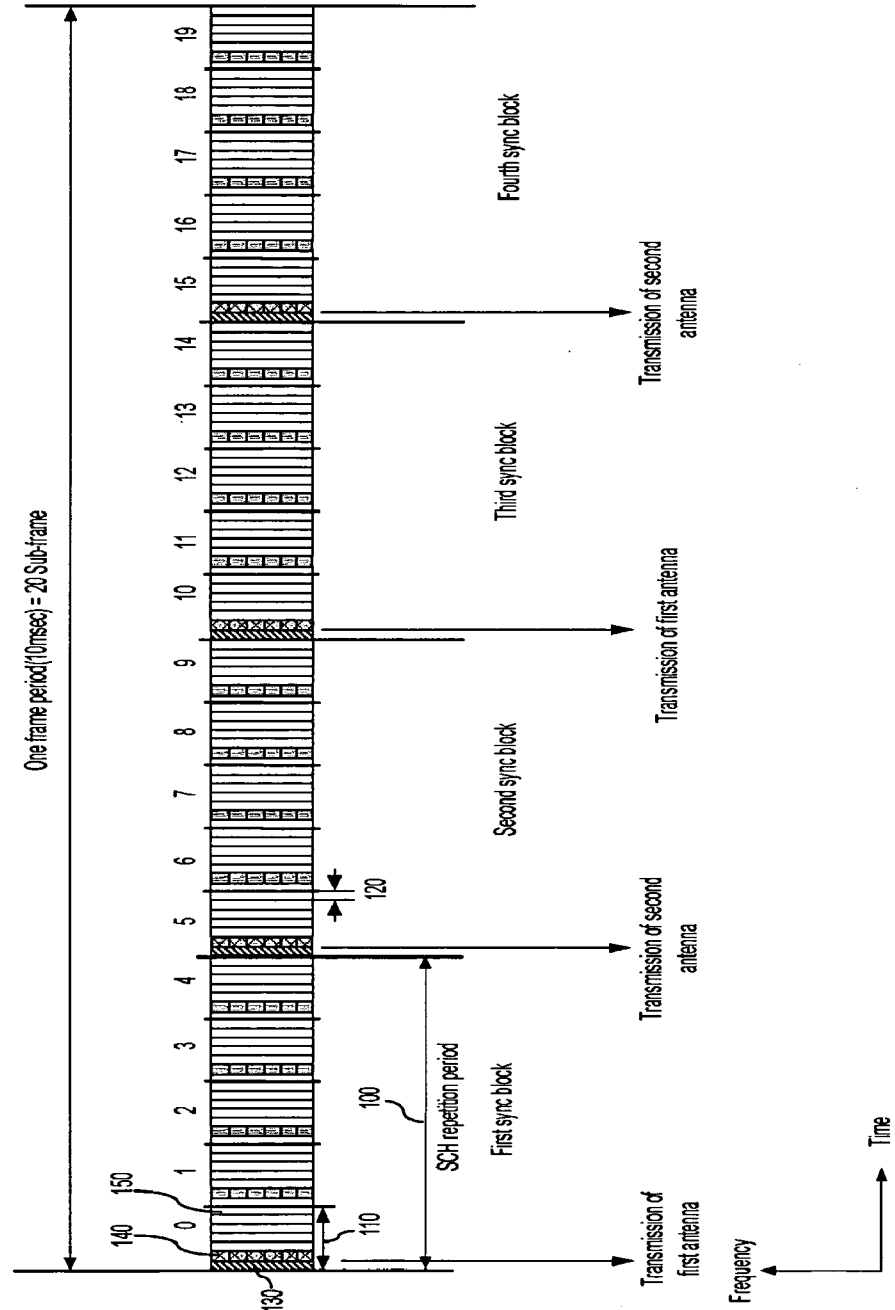 One frame period(10msec) = 20 Sub-frame
0 1 2 3 4 5 6 7 8 9 10 11 12 13 14 15 16 17 18 19
140
150
130
110
120
100
SCH repetition period
First sync block
Second sync block
Third sync block
Fourth sync block
Transmission of
first antenna
Transmission of second
antenna
Transmission of first antenna
Transmission of second
antenna
Frequency
Time